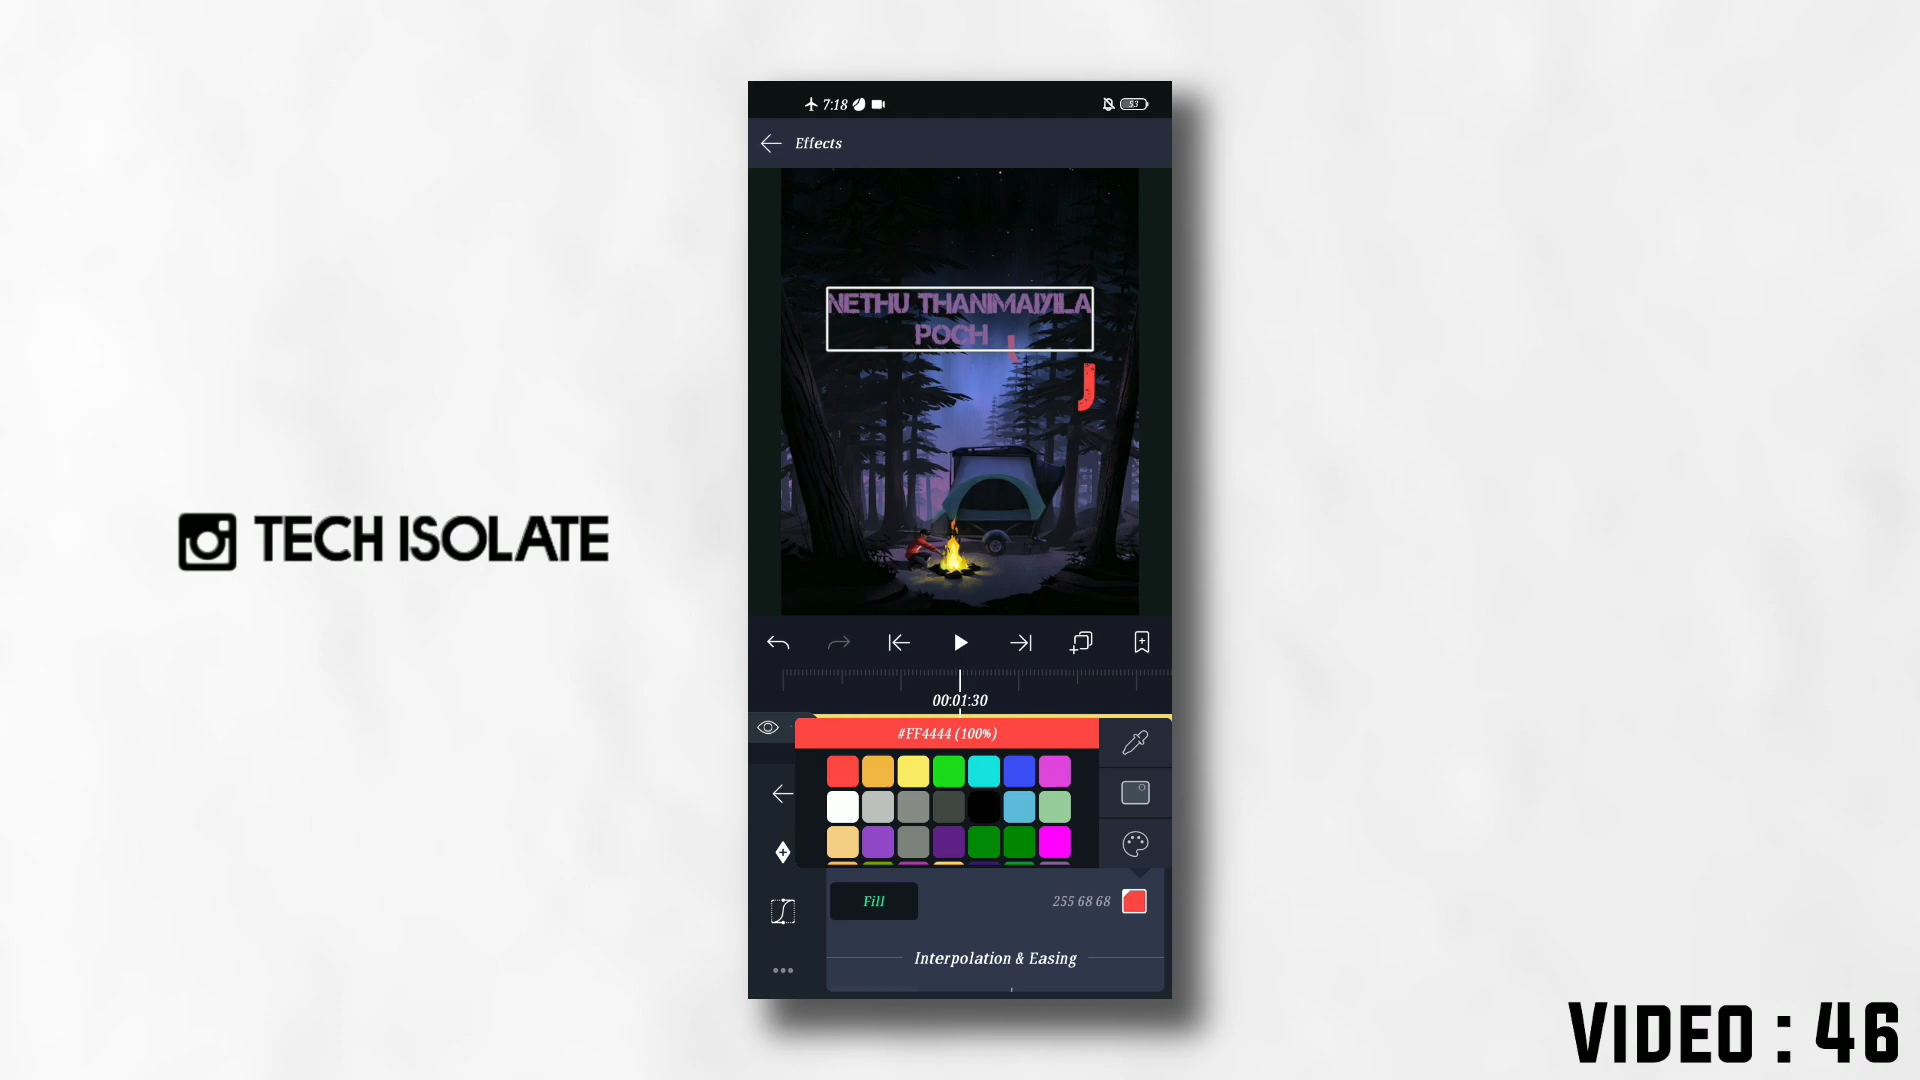 7:18
53
Effects
NETHU THANIMAIYILA
POCH
J
TECH ISOLATE
00:01:30
#FF4444 (100%)
Fill
255 68 68
Interpolation & Easing
VIDEO : 46